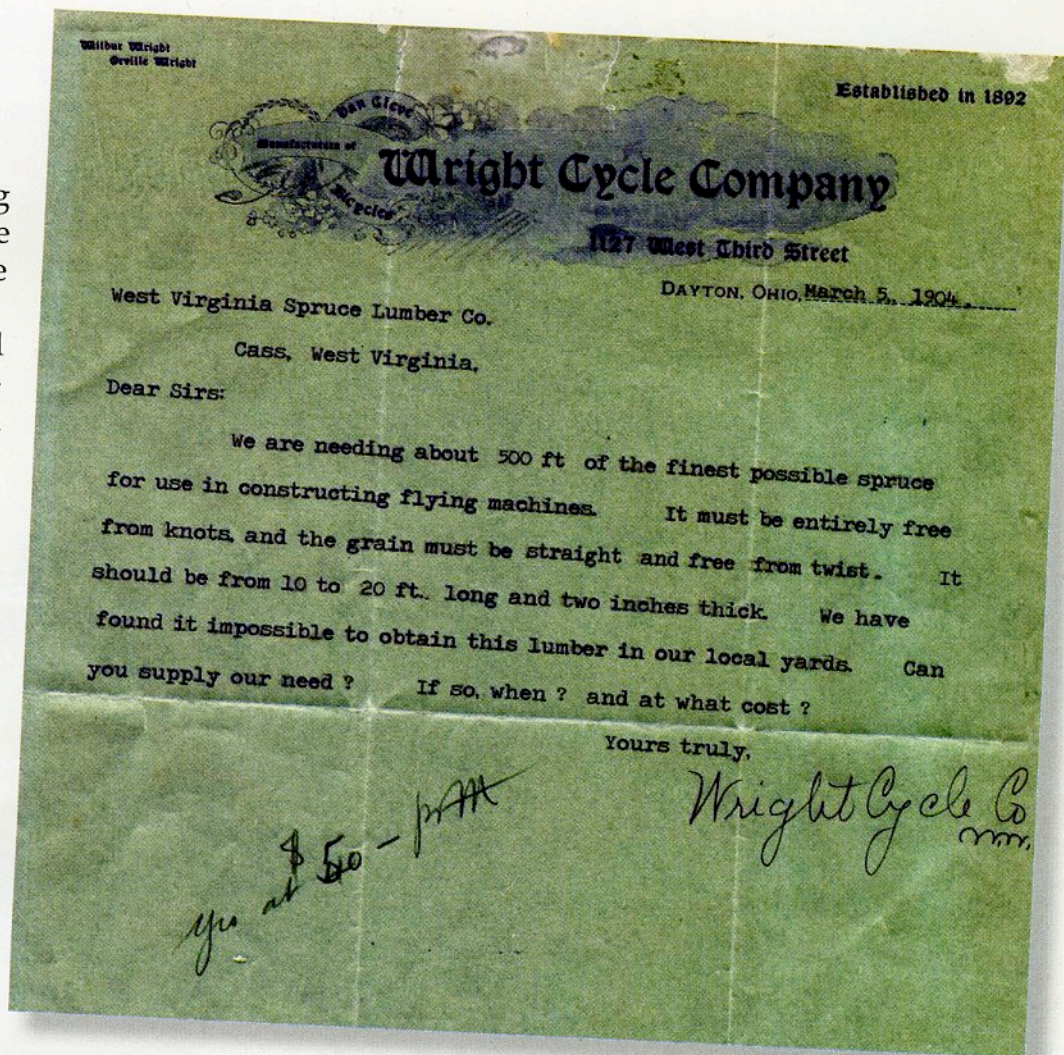 Wilbur Wright
Orville Wright
Established in 1892
Van Cleve
Manufacturers of
Bicycles
Wright Cycle Company
1127 West Third Street
DAYTON, OHIO, March 5, 1904.
West Virginia Spruce Lumber Co.
Cass, West Virginia,
Dear Sirs:
We are needing about 500 ft of the finest possible spruce
for use in constructing flying machines. It must be entirely free
from knots, and the grain must be straight and free from twist. It
should be from 10 to 20 ft. long and two inches thick. We have
found it impossible to obtain this lumber in our local yards. Can
you supply our need ? If so, when ? and at what cost ?
Yours truly,
Wright Cycle Co
yes at $50 - pr M